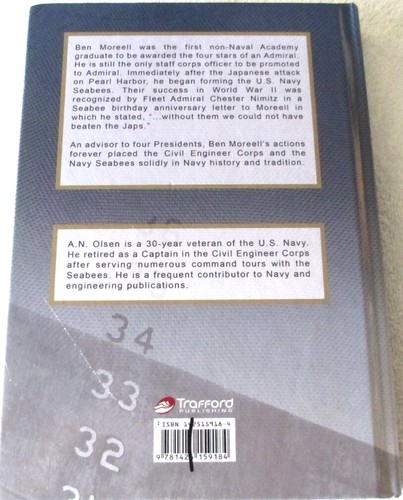 Ben Moreell was the first non-Naval Academy
graduate to be awarded the four stars of an Admiral.
He is still the only staff corps officer to be promoted
to Admiral. Immediately after the Japanese attack
on Pearl Harbor, he began forming the U.S. Navy
Seabees. Their success in World War II was
recognized by Fleet Admiral Chester Nimitz in a
Seabee birthday anniversary letter to Moreell in
which he stated, "...without them we could not have
beaten the Japs."
An advisor to four Presidents, Ben Moreell's actions
forever placed the Civil Engineer Corps and the
Navy Seabees solidly in Navy history and tradition.
A.N. Olsen is a 30-year veteran of the U.S. Navy.
He retired as a Captain in the Civil Engineer Corps
after serving numerous command tours with the
Seabees. He is a frequent contributor to Navy and
engineering publications.
34
33
32
Trafford
PUBLISHING
ISBN
9 78142 159184